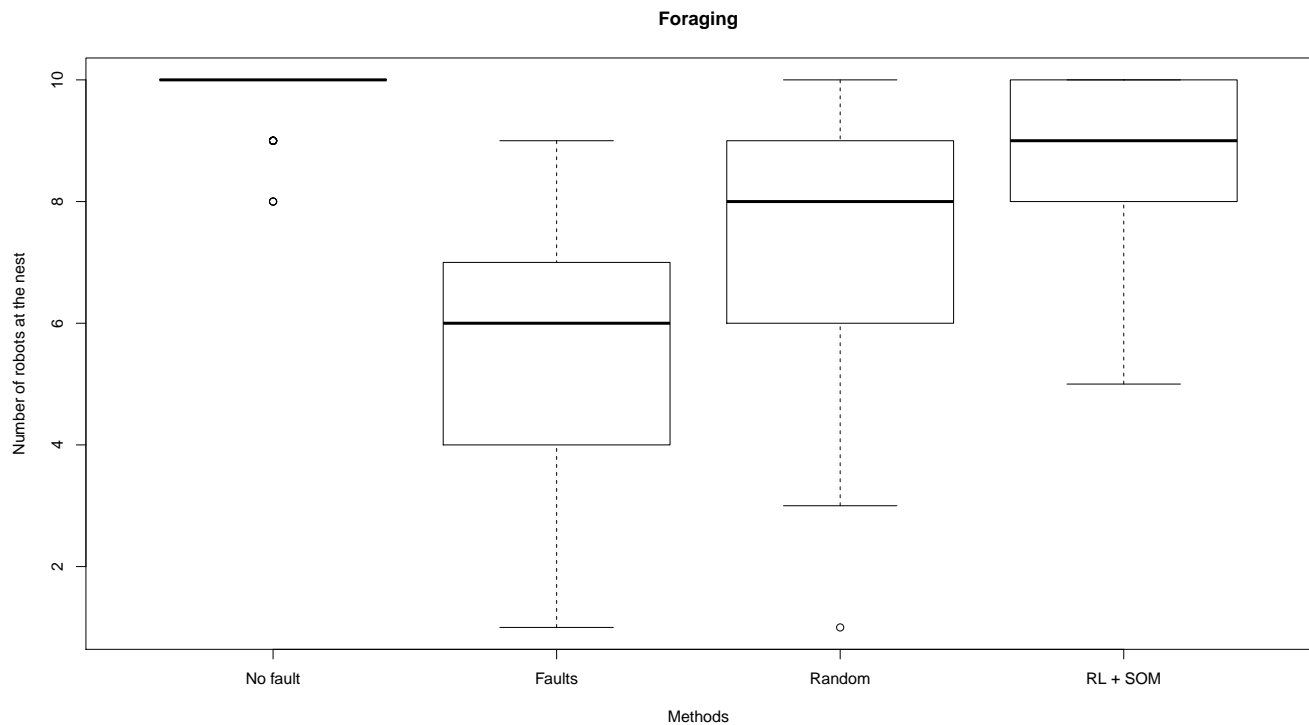 Foraging
Number of robots at the nest
10
8
6
4
2
No fault
Faults
Random
RL + SOM
Methods